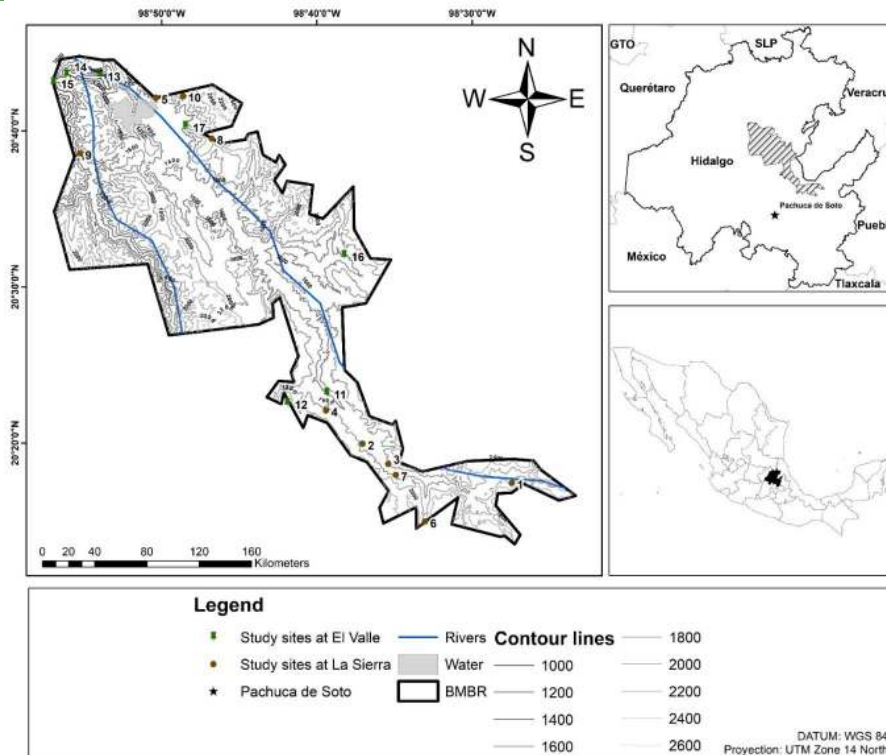 98°50'0"W 98°40'0"W 98°30'0"W
20°40'0"N
20°30'0"N
20°20'0"N
N
W E
S
14 13
15
5 10
17
8
9
16
11
12
4
2
3
7
1
6
0 20 40 80 120 160
Kilometers
GTO SLP
Querétaro Veracru
Hidalgo
Pachuca de Soto
Puebl
México
Tlaxcala
Legend
Study sites at El Valle Rivers Contour lines 1800
Study sites at La Sierra Water 1000 2000
Pachuca de Soto BMBR 1200 2200
1400 2400
1600 2600
DATUM: WGS 84
Proyection: UTM Zone 14 North